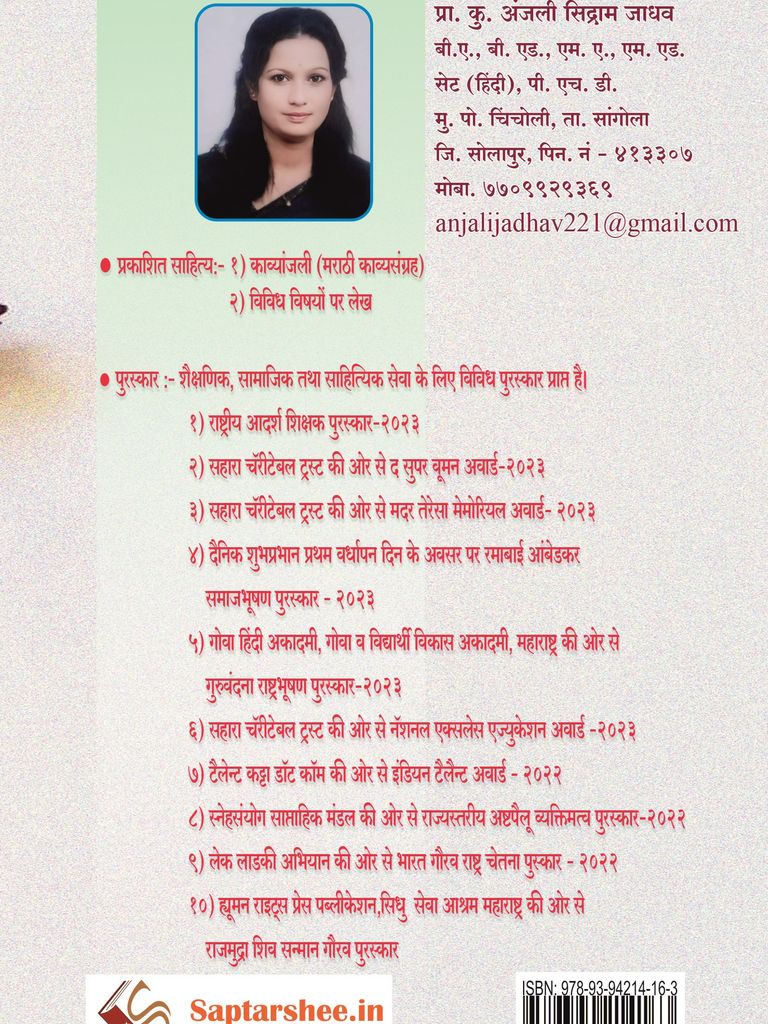 प्रा. कु. अंजली सिद्राम जाधव
बी.ए., बी. एड., एम. ए., एम. एड.
सेट (हिंदी), पी. एच. डी.
मु. पो. चिंचोली, ता. सांगोला
जि. सोलापुर, पिन. नं - ४१३३०७
मोबा. ७७०९९२९३६९
anjalijadhav221@gmail.com
● प्रकाशित साहित्य:- १) काव्यांजली (मराठी काव्यसंग्रह)
२) विविध विषयों पर लेख
● पुरस्कार :- शैक्षणिक, सामाजिक तथा साहित्यिक सेवा के लिए विविध पुरस्कार प्राप्त है।
१) राष्ट्रीय आदर्श शिक्षक पुरस्कार-२०२३
२) सहारा चॅरीटेबल ट्रस्ट की ओर से द सुपर वूमन अवार्ड-२०२३
३) सहारा चॅरीटेबल ट्रस्ट की ओर से मदर तेरेसा मेमोरियल अवार्ड- २०२३
४) दैनिक शुभप्रभान प्रथम वर्धापन दिन के अवसर पर रमाबाई आंबेडकर
समाजभूषण पुरस्कार - २०२३
५) गोवा हिंदी अकादमी, गोवा व विद्यार्थी विकास अकादमी, महाराष्ट्र की ओर से
गुरुवंदना राष्ट्रभूषण पुरस्कार-२०२३
६) सहारा चॅरीटेबल ट्रस्ट की ओर से नॅशनल एक्सलेस एज्युकेशन अवार्ड -२०२३
७) टैलेन्ट कट्टा डॉट कॉम की ओर से इंडियन टैलैन्ट अवार्ड - २०२२
८) स्नेहसंयोग साप्ताहिक मंडल की ओर से राज्यस्तरीय अष्टपैलू व्यक्तिमत्व पुरस्कार-२०२२
९) लेक लाडकी अभियान की ओर से भारत गौरव राष्ट्र चेतना पुस्कार - २०२२
१०) ह्यूमन राइट्स प्रेस पब्लीकेशन,सिधु सेवा आश्रम महाराष्ट्र की ओर से
राजमुद्रा शिव सन्मान गौरव पुरस्कार
Saptarshee.in
ISBN: 978-93-94214-16-3